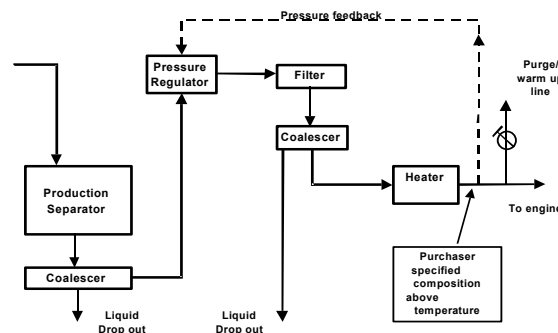 Pressure feedback
Purge/
warm up
line
Pressure
Regulator
Filter
Coalescer
Production
Separator
Heater
To engine
Coalescer
Purchaser
specified
composition
above
temperature
Liquid
Drop out
Liquid
Drop out